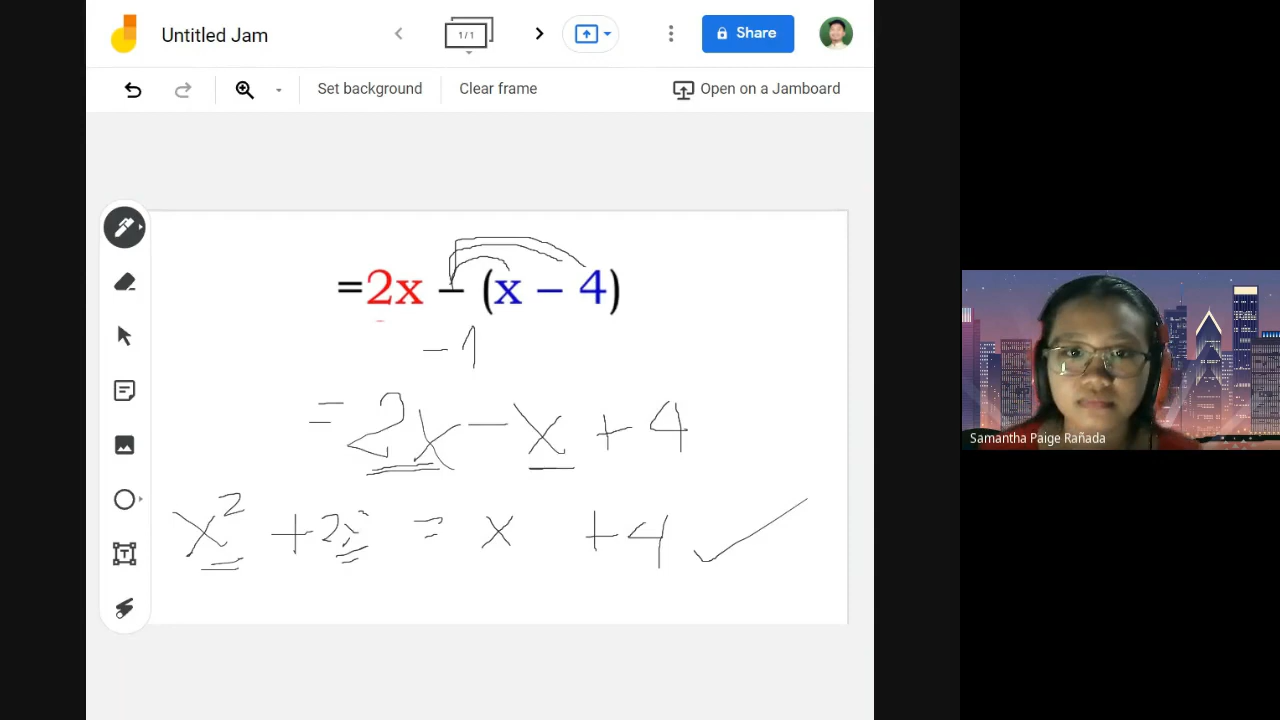 Untitled Jam
1/1
Share
Set background
Clear frame
Open on a Jamboard
=2x – (x – 4)
- 1
= 2x - x + 4
x² + 2x = x + 4
Samantha Paige Rañada